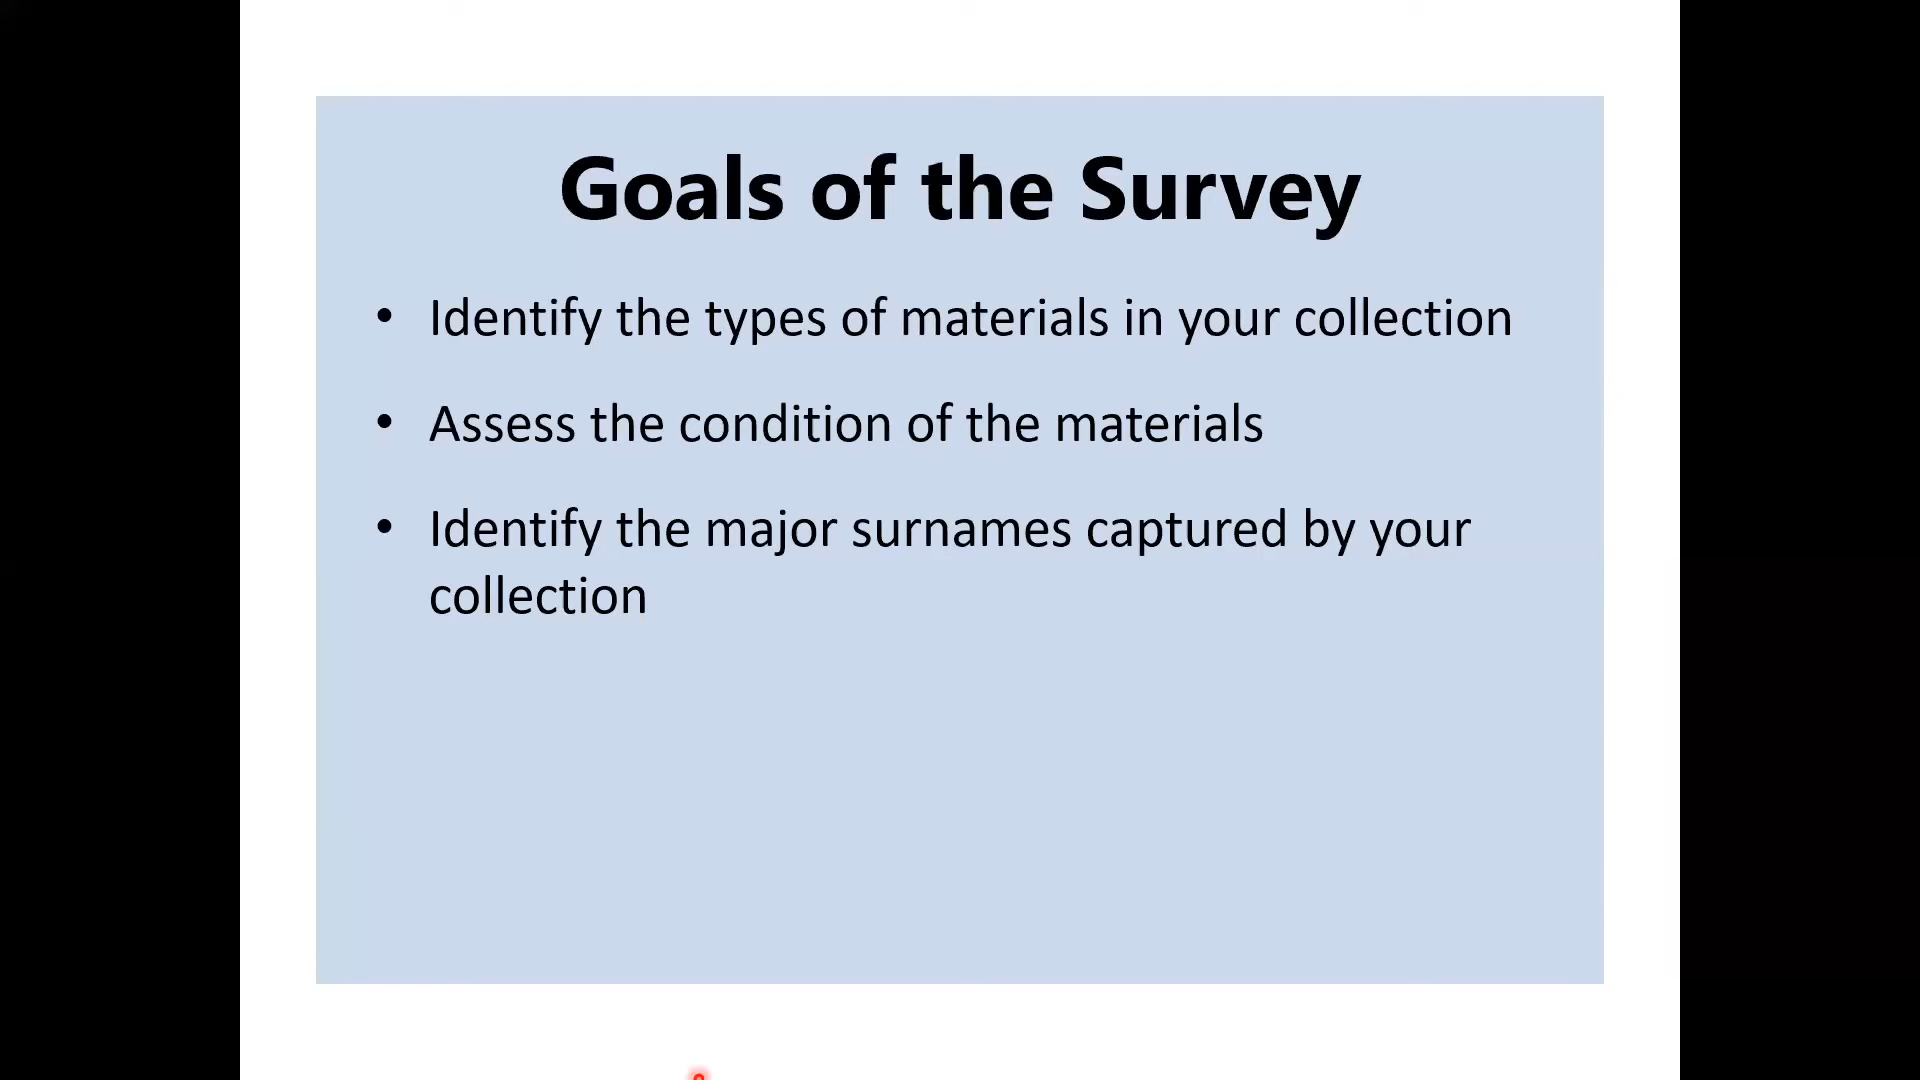 Goals of the Survey
• Identify the types of materials in your collection
• Assess the condition of the materials
• Identify the major surnames captured by your
collection